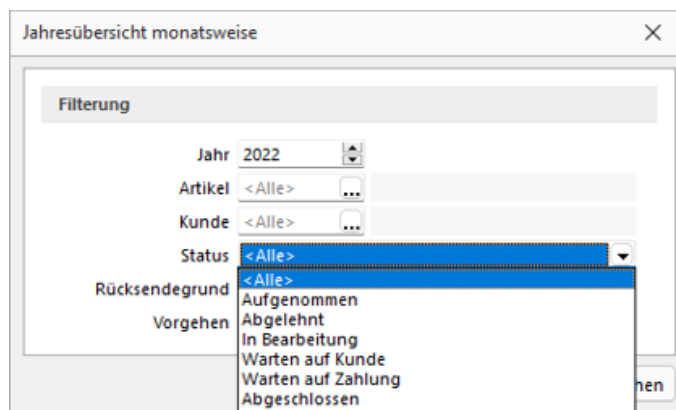 Jahresübersicht monatsweise
Filterung
Jahr 2022
Artikel <Alle> ...
Kunde <Alle> ...
Status <Alle>
Rücksendegrund
Vorgehen
<Alle>
Aufgenommen
Abgelehnt
In Bearbeitung
Warten auf Kunde
Warten auf Zahlung
Abgeschlossen